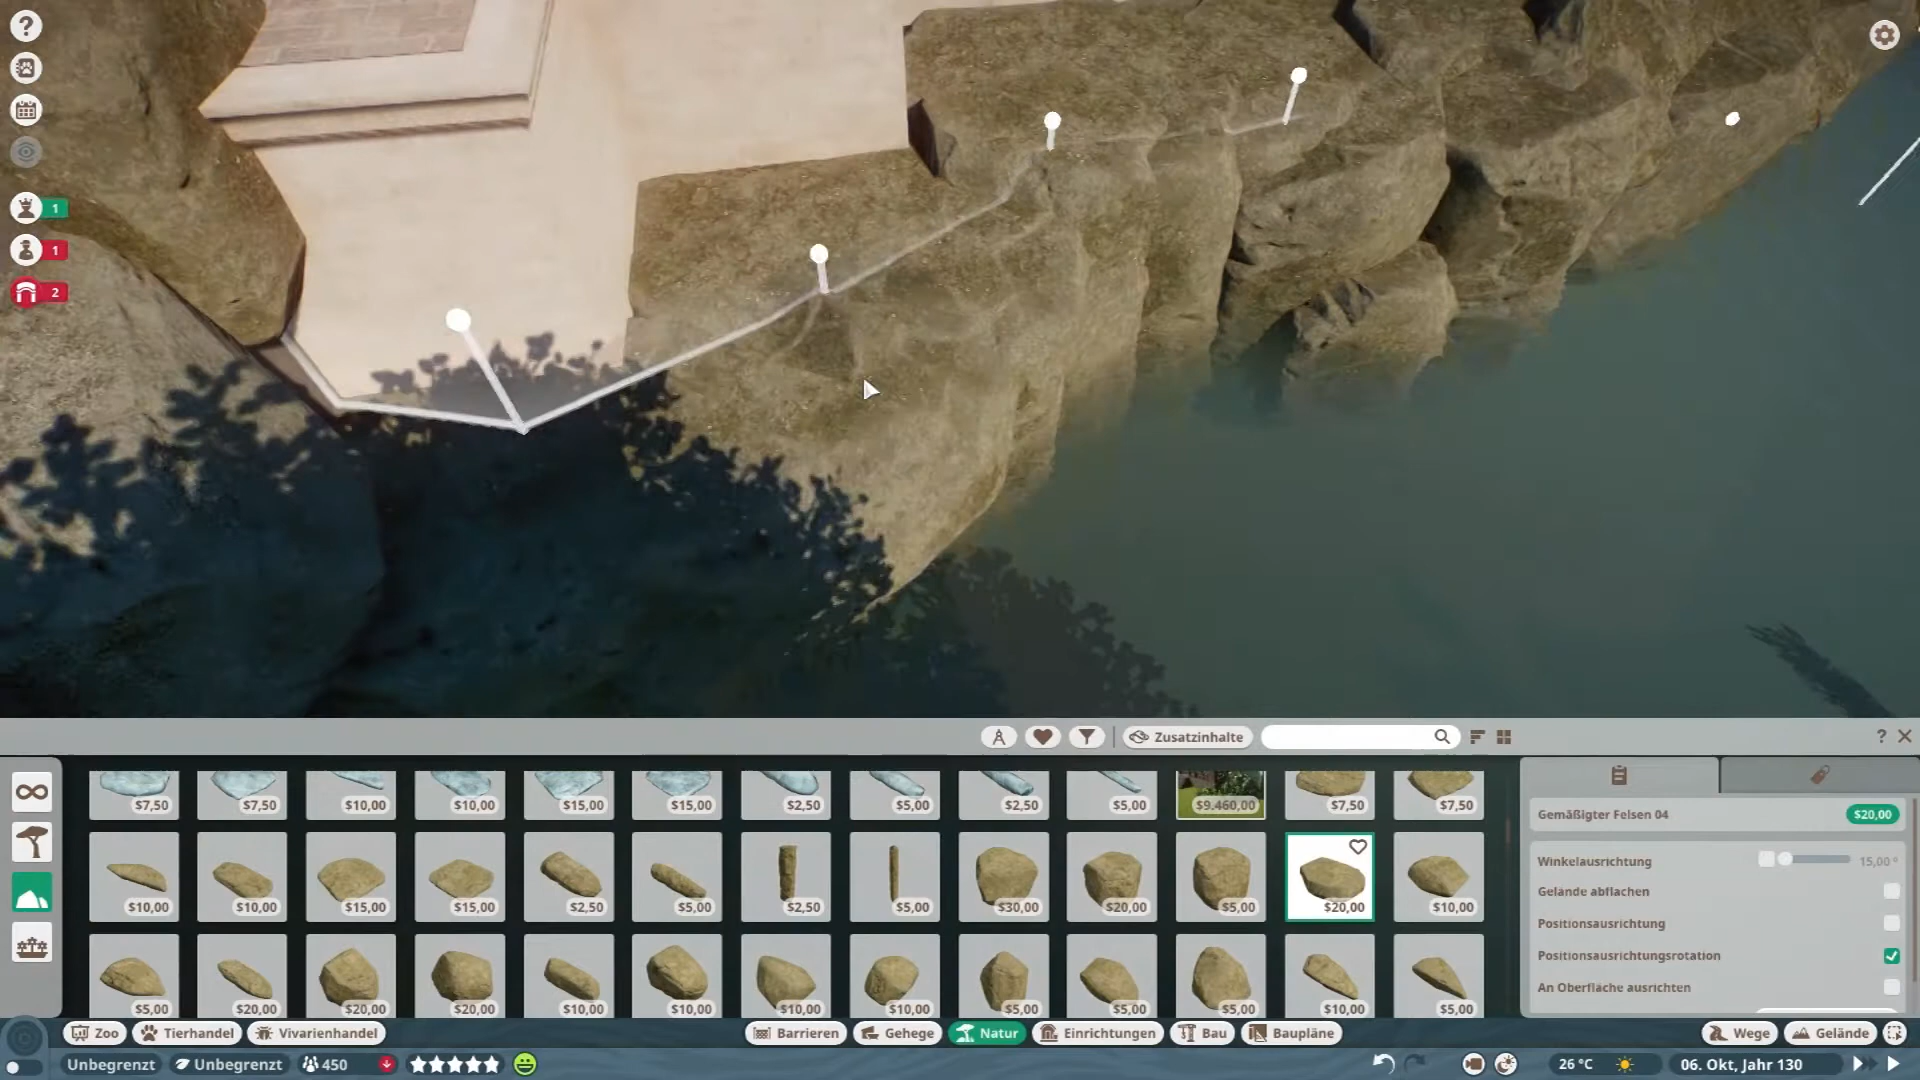 ?
1
1
2
Zusatzinhalte
?
$7,50
$7,50
$10,00
$10,00
$15,00
$15,00
$2,50
$5,00
$2,50
$5,00
$9.460,00
$7,50
$7,50
$10,00
$10,00
$15,00
$15,00
$2,50
$5,00
$2,50
$5,00
$30,00
$20,00
$5,00
$20,00
$10,00
$5,00
$20,00
$20,00
$20,00
$10,00
$10,00
$10,00
$10,00
$5,00
$5,00
$5,00
$10,00
$5,00
Gemäßigter Felsen 04
$20,00
Winkelausrichtung
15,00 °
Gelände abflachen
Positionsausrichtung
Positionsausrichtungsrotation
An Oberfläche ausrichten
Zoo
Tierhandel
Vivarienhandel
Barrieren
Gehege
Natur
Einrichtungen
Bau
Baupläne
Wege
Gelände
Unbegrenzt
Unbegrenzt
450
26 °C
06. Okt, Jahr 130